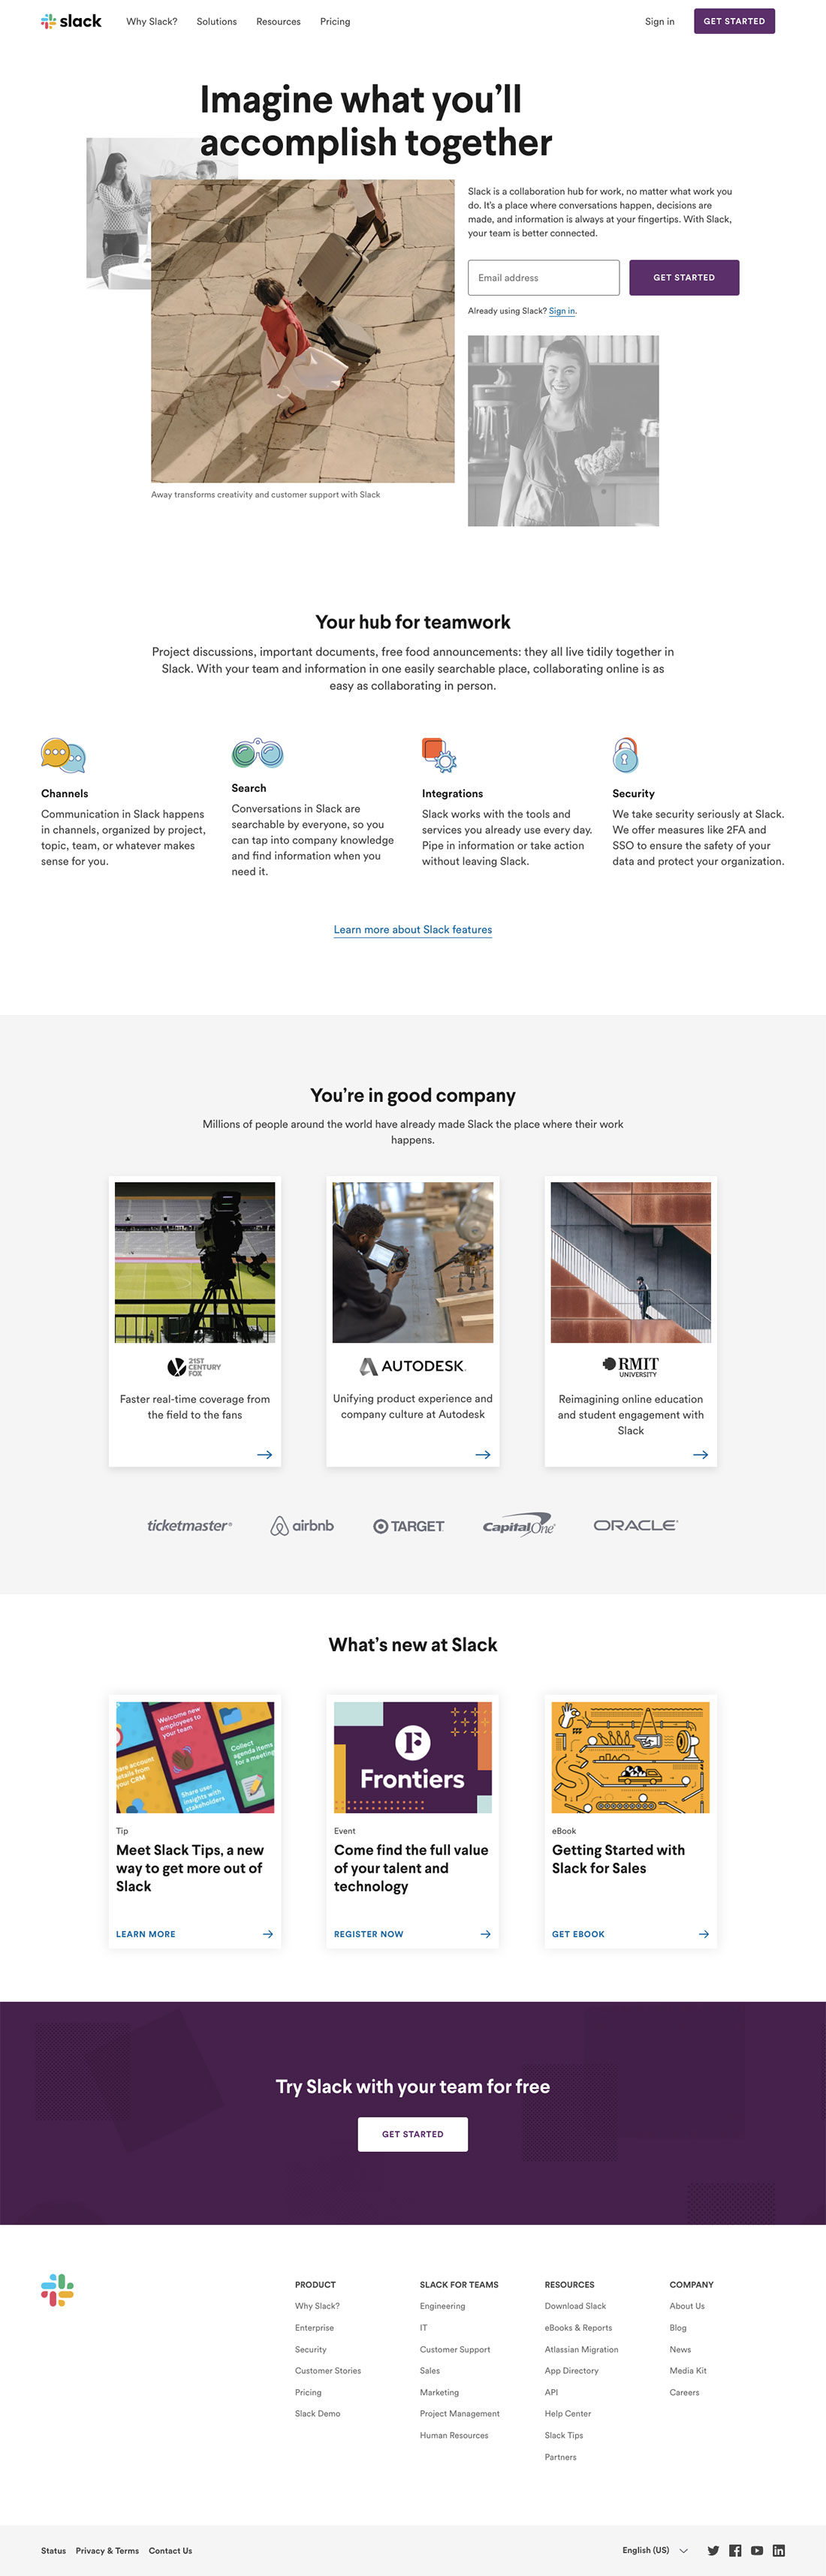 slack
Why Slack?
Solutions
Resources
Pricing
Sign in
GET STARTED
Imagine what you’ll
accomplish together
Slack is a collaboration hub for work, no matter what work you
do. It’s a place where conversations happen, decisions are
made, and information is always at your fingertips. With Slack,
your team is better connected.
Email address
GET STARTED
Already using Slack? Sign in.
Away transforms creativity and customer support with Slack
Your hub for teamwork
Project discussions, important documents, free food announcements: they all live tidily together in
Slack. With your team and information in one easily searchable place, collaborating online is as
easy as collaborating in person.
Channels
Communication in Slack happens
in channels, organized by project,
topic, team, or whatever makes
sense for you.
Search
Conversations in Slack are
searchable by everyone, so you
can tap into company knowledge
and find information when you
need it.
Integrations
Slack works with the tools and
services you already use every day.
Pipe in information or take action
without leaving Slack.
Security
We take security seriously at Slack.
We offer measures like 2FA and
SSO to ensure the safety of your
data and protect your organization.
Learn more about Slack features
You’re in good company
Millions of people around the world have already made Slack the place where their work
happens.
21ST
CENTURY
FOX
Faster real-time coverage from
the field to the fans
AUTODESK.
Unifying product experience and
company culture at Autodesk
RMIT
UNIVERSITY
Reimagining online education
and student engagement with
Slack
ticketmaster®
airbnb
TARGET
Capital One®
ORACLE®
What’s new at Slack
Welcome new
employees to
your team
Collect
agenda items
for a meeting
Share account
details from
your CRM
Share user
insights with
stakeholders
Tip
Meet Slack Tips, a new
way to get more out of
Slack
LEARN MORE
F
Frontiers
Event
Come find the full value
of your talent and
technology
REGISTER NOW
eBook
Getting Started with
Slack for Sales
GET EBOOK
Try Slack with your team for free
GET STARTED
PRODUCT
Why Slack?
Enterprise
Security
Customer Stories
Pricing
Slack Demo
SLACK FOR TEAMS
Engineering
IT
Customer Support
Sales
Marketing
Project Management
Human Resources
RESOURCES
Download Slack
eBooks & Reports
Atlassian Migration
App Directory
API
Help Center
Slack Tips
Partners
COMPANY
About Us
Blog
News
Media Kit
Careers
Status
Privacy & Terms
Contact Us
English (US)